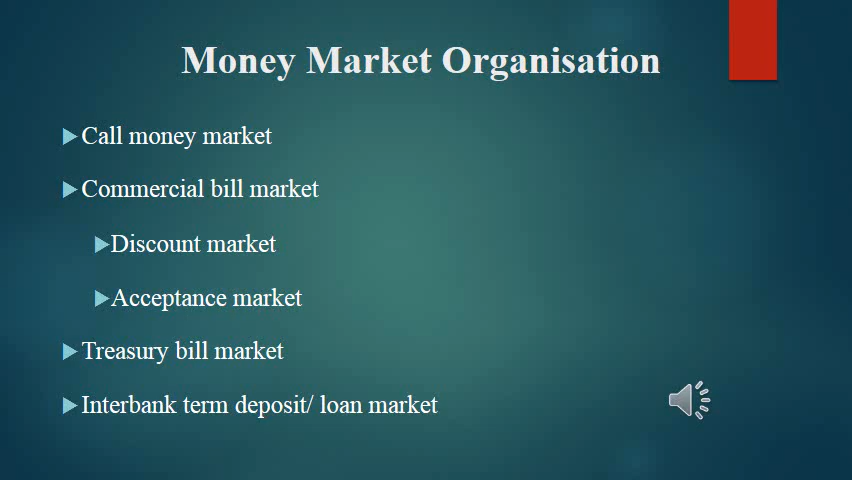 Money Market Organisation
Call money market
Commercial bill market
Discount market
Acceptance market
Treasury bill market
Interbank term deposit/ loan market